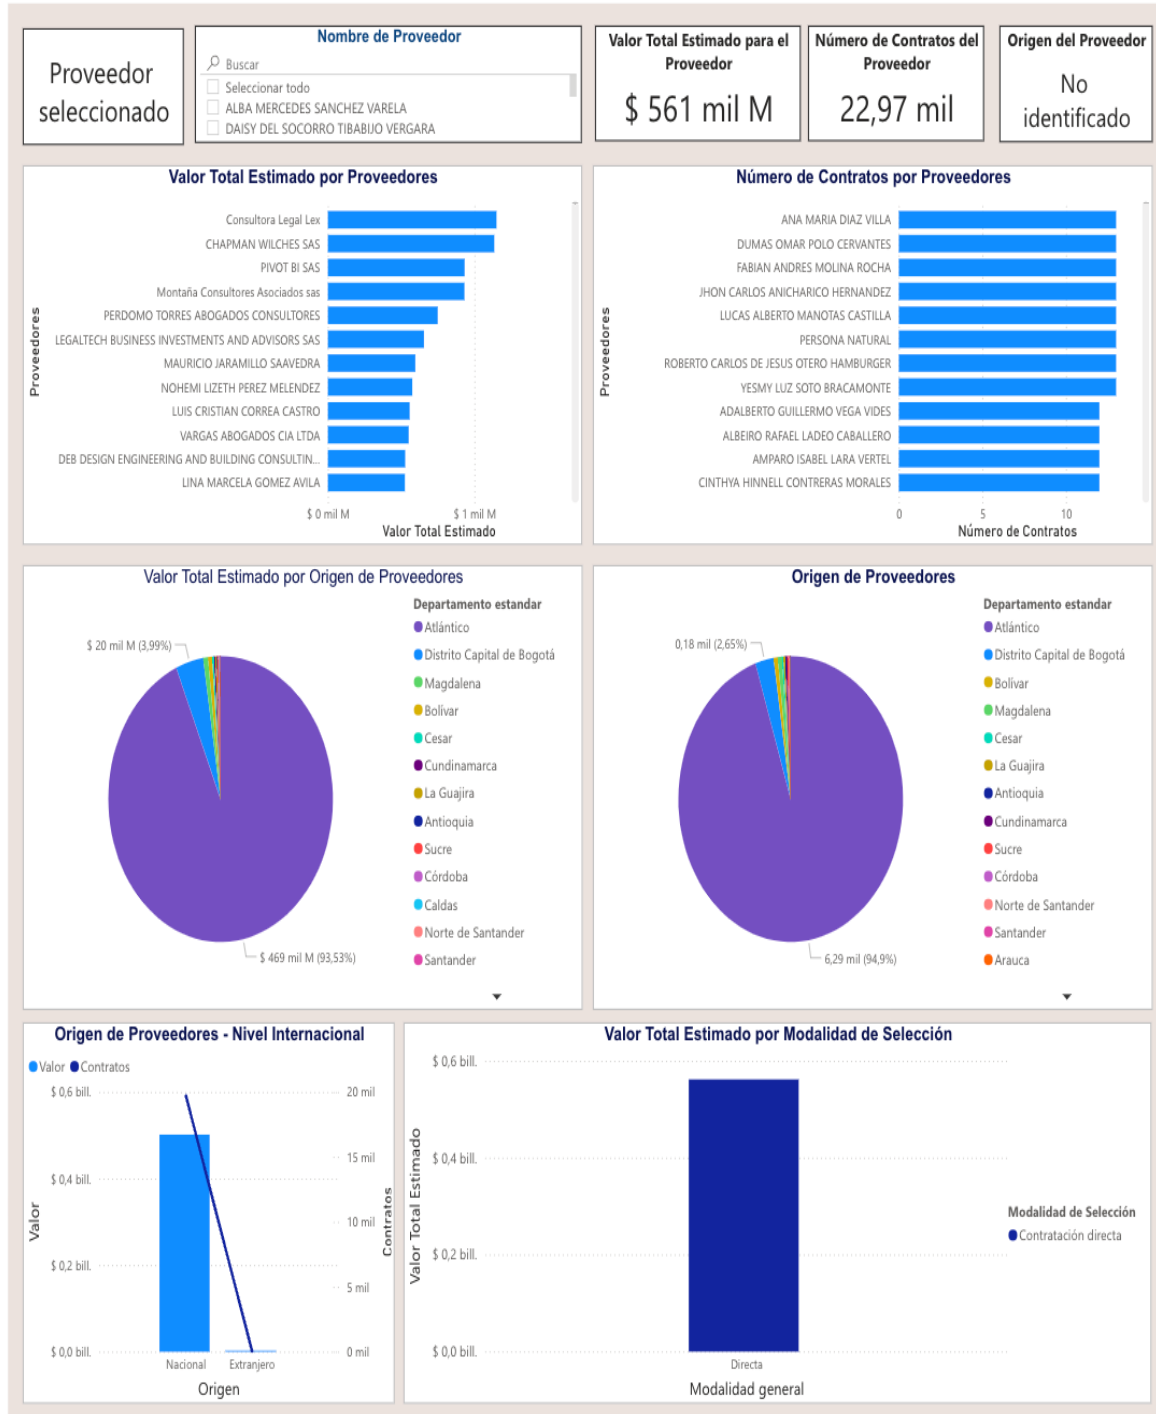 Proveedor
seleccionado
Nombre de Proveedor
Buscar
Seleccionar todo
ALBA MERCEDES SANCHEZ VARELA
DAISY DEL SOCORRO TIBABIJO VERGARA
Valor Total Estimado para el
Proveedor
$ 561 mil M
Número de Contratos del
Proveedor
22,97 mil
Origen del Proveedor
No
identificado
Valor Total Estimado por Proveedores
Proveedores
Consultora Legal Lex
CHAPMAN WILCHES SAS
PIVOT BI SAS
Montaña Consultores Asociados sas
PERDOMO TORRES ABOGADOS CONSULTORES
LEGALTECH BUSINESS INVESTMENTS AND ADVISORS SAS
MAURICIO JARAMILLO SAAVEDRA
NOHEMI LIZETH PEREZ MELENDEZ
LUIS CRISTIAN CORREA CASTRO
VARGAS ABOGADOS CIA LTDA
DEB DESIGN ENGINEERING AND BUILDING CONSULTIN...
LINA MARCELA GOMEZ AVILA
$ 0 mil M $ 1 mil M
Valor Total Estimado
Número de Contratos por Proveedores
Proveedores
ANA MARIA DIAZ VILLA
DUMAS OMAR POLO CERVANTES
FABIAN ANDRES MOLINA ROCHA
JHON CARLOS ANICHARICO HERNANDEZ
LUCAS ALBERTO MANOTAS CASTILLA
PERSONA NATURAL
ROBERTO CARLOS DE JESUS OTERO HAMBURGER
YESMY LUZ SOTO BRACAMONTE
ADALBERTO GUILLERMO VEGA VIDES
ALBEIRO RAFAEL LADEO CABALLERO
AMPARO ISABEL LARA VERTEL
CINTHYA HINNELL CONTRERAS MORALES
0 5 10
Número de Contratos
Valor Total Estimado por Origen de Proveedores
$ 20 mil M (3,99%)
$ 469 mil M (93,53%)
Departamento estandar
Atlántico
Distrito Capital de Bogotá
Magdalena
Bolívar
Cesar
Cundinamarca
La Guajira
Antioquia
Sucre
Córdoba
Caldas
Norte de Santander
Santander
Origen de Proveedores
0,18 mil (2,65%)
6,29 mil (94,9%)
Departamento estandar
Atlántico
Distrito Capital de Bogotá
Bolívar
Magdalena
Cesar
La Guajira
Antioquia
Cundinamarca
Sucre
Córdoba
Norte de Santander
Santander
Arauca
Origen de Proveedores - Nivel Internacional
Valor Contratos
Valor
$ 0,6 bill.
$ 0,4 bill.
$ 0,2 bill.
$ 0,0 bill.
20 mil
15 mil
10 mil
5 mil
0 mil
Contratos
Nacional Extranjero
Origen
Valor Total Estimado por Modalidad de Selección
Valor Total Estimado
$ 0,6 bill.
$ 0,4 bill.
$ 0,2 bill.
$ 0,0 bill.
Directa
Modalidad general
Modalidad de Selección
Contratación directa